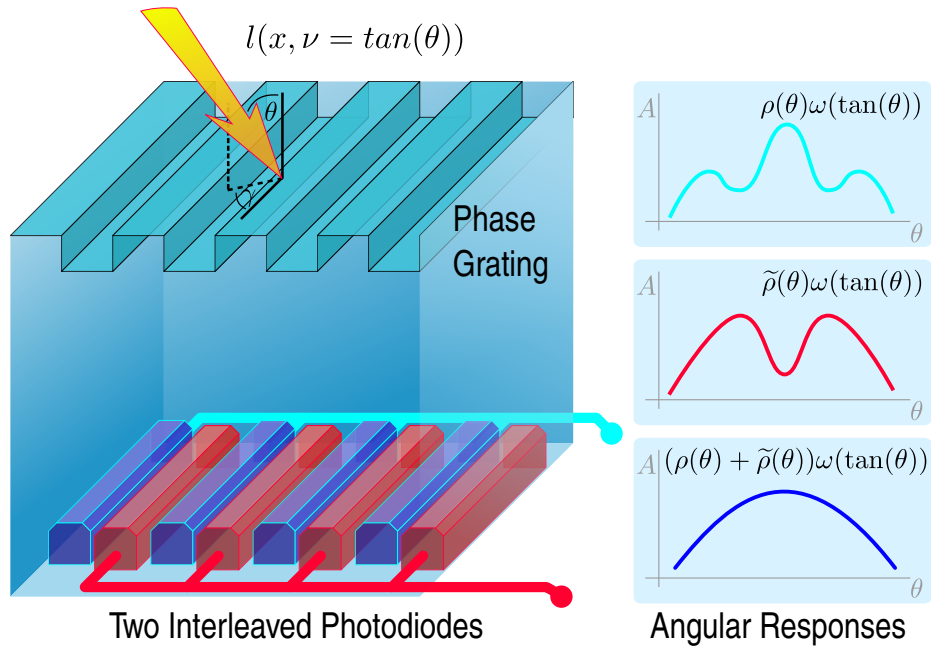 l(x, ν = tan(θ))
θ
γ
Phase
Grating
Two Interleaved Photodiodes
A
ρ(θ)ω(tan(θ))
θ
A
ρ̃(θ)ω(tan(θ))
θ
A
(ρ(θ) + ρ̃(θ))ω(tan(θ))
θ
Angular Responses